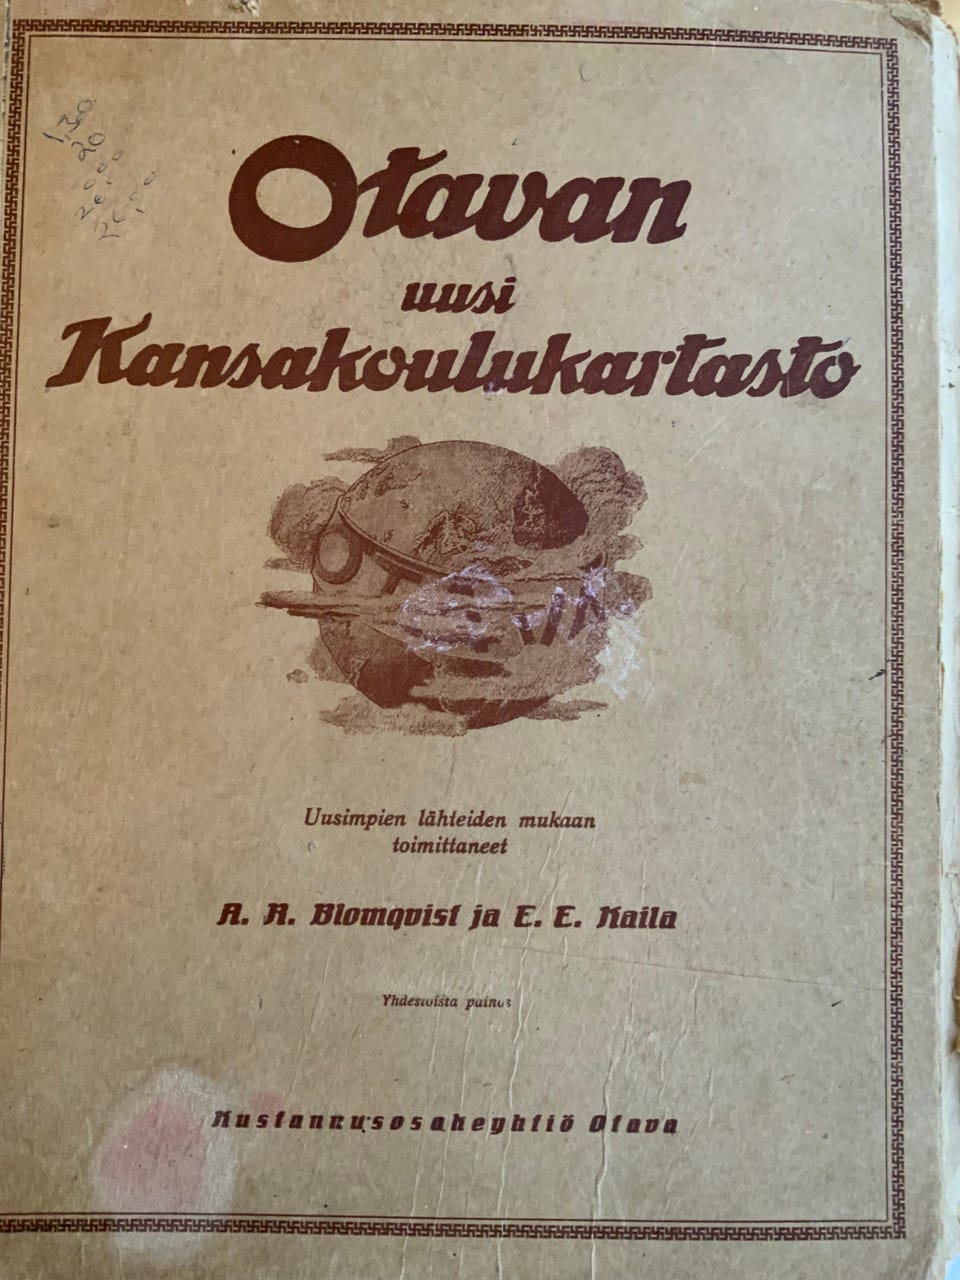 Otavan
uusi
Kansakoulukartasto
Uusimpien lähteiden mukaan
toimittaneet
A. A. Blomqvist ja E. E. Kaila
Yhdestoista painos
Kustannusosakeyhtiö Otava